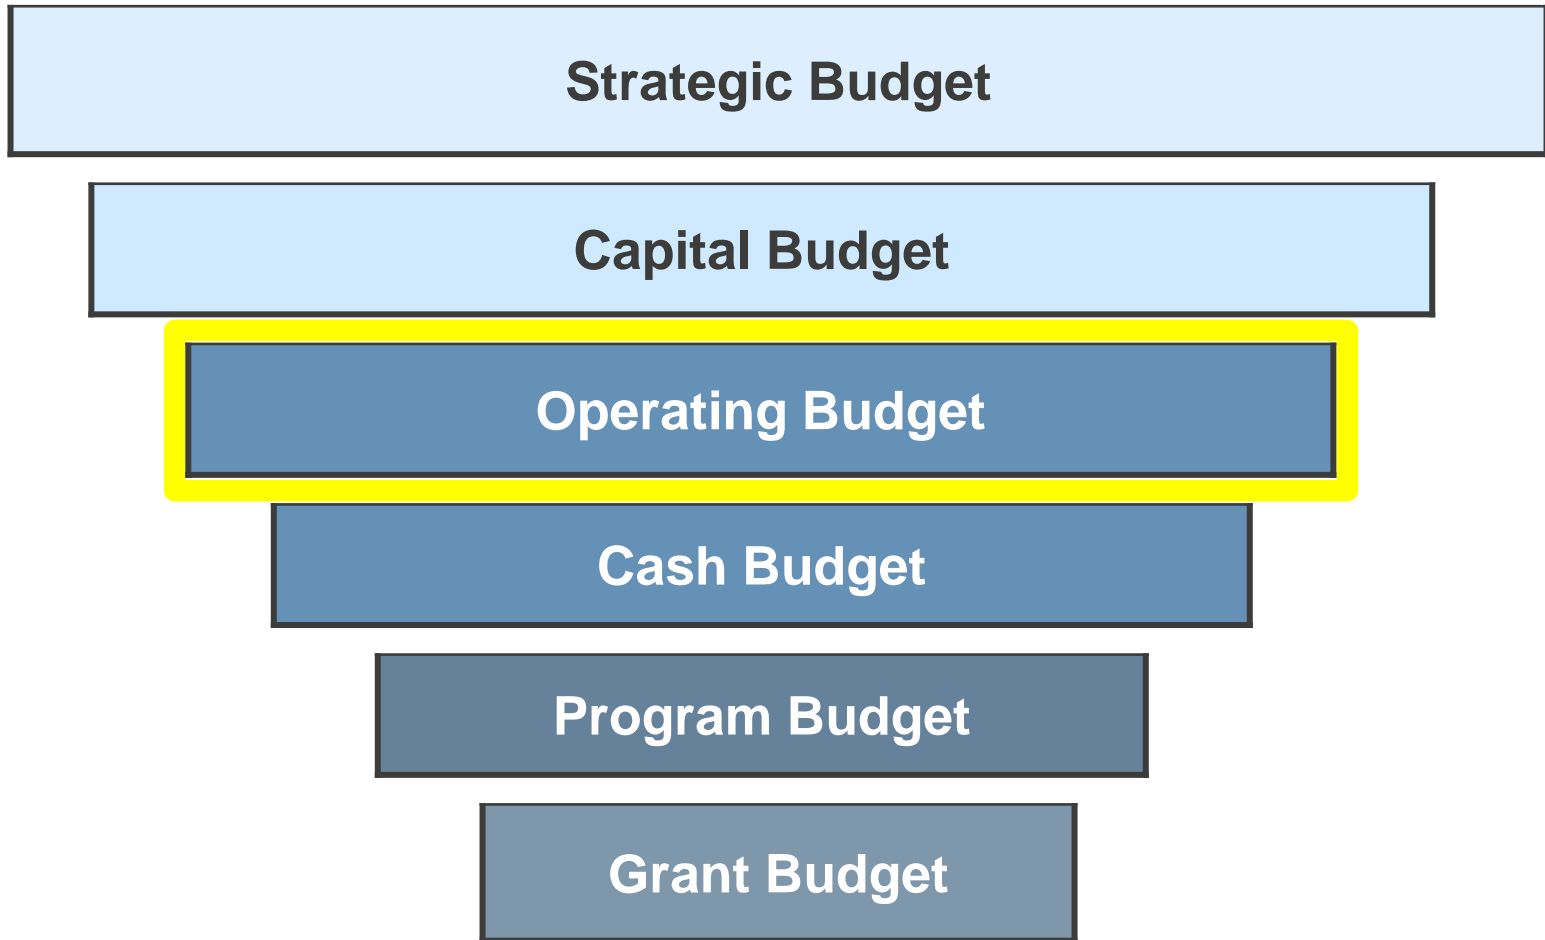 Strategic Budget
Capital Budget
Operating Budget
Cash Budget
Program Budget
Grant Budget